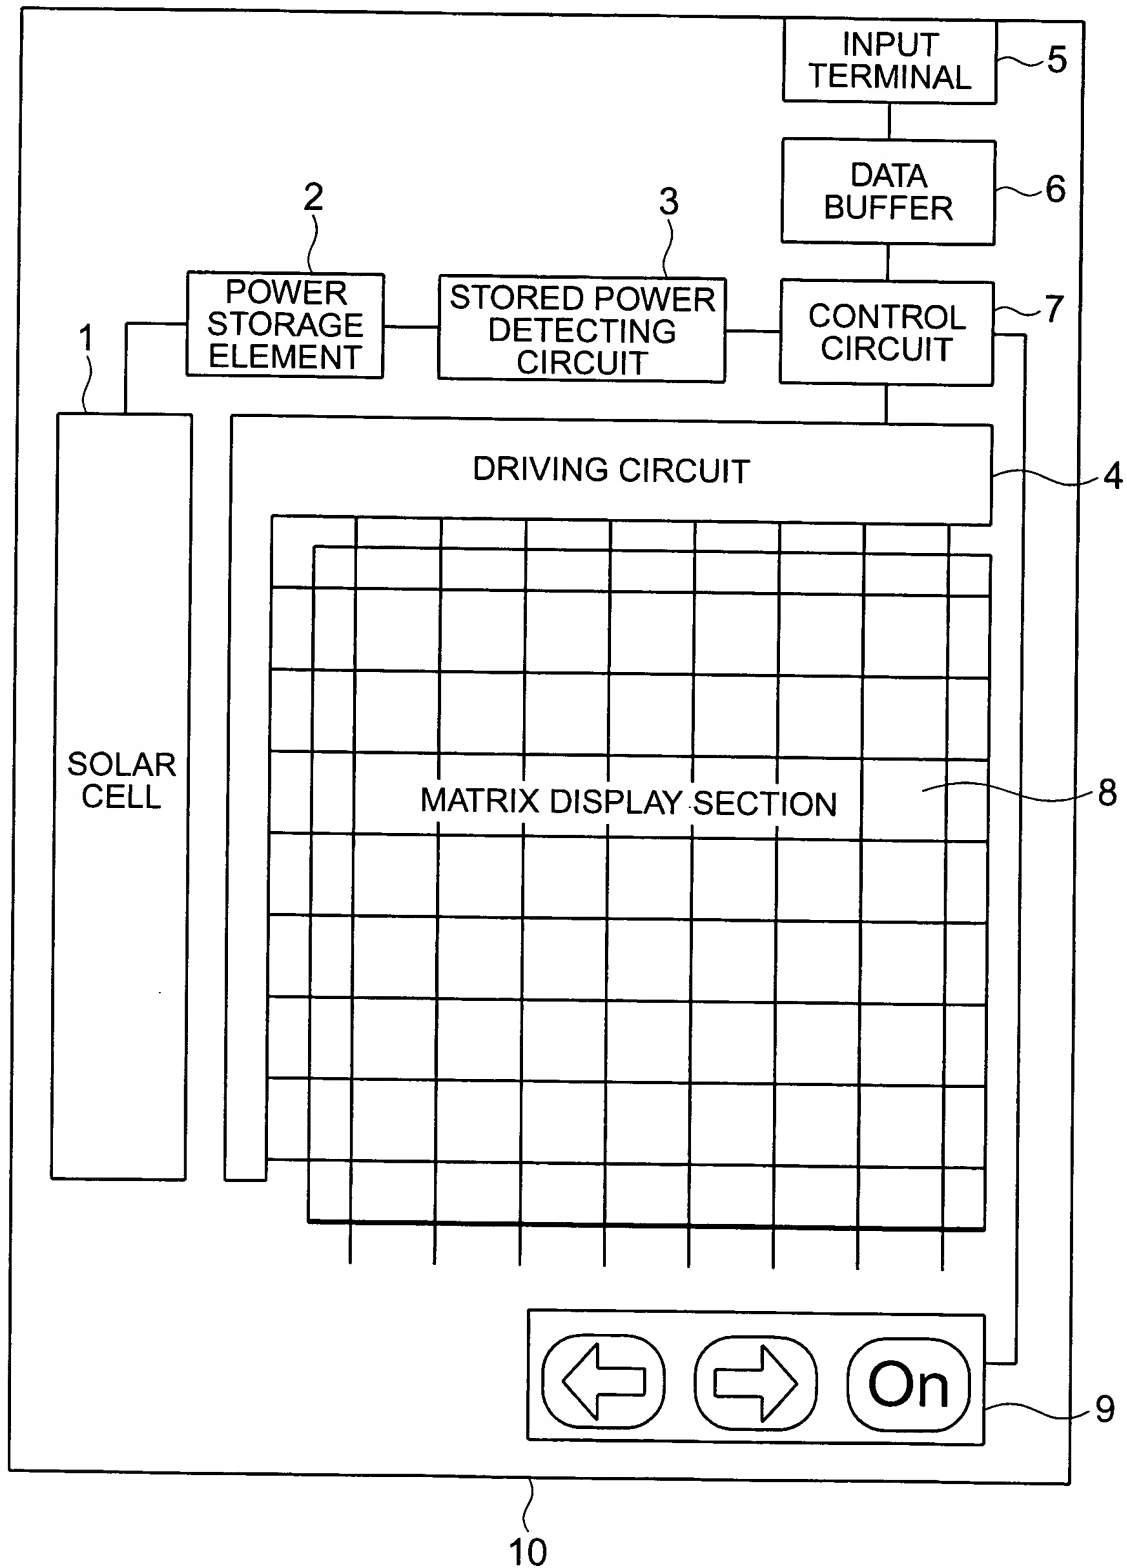 INPUT
TERMINAL
5
DATA
BUFFER
6
2
3
POWER
STORAGE
ELEMENT
STORED POWER
DETECTING
CIRCUIT
CONTROL
CIRCUIT
7
1
DRIVING CIRCUIT
4
SOLAR
CELL
MATRIX DISPLAY SECTION
8
On
9
10